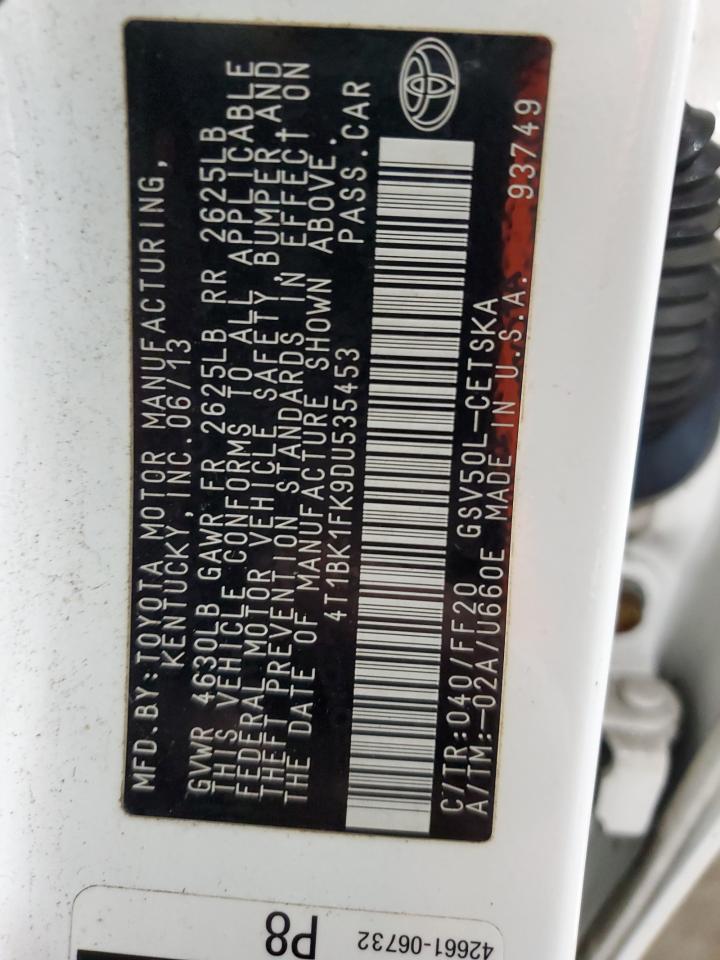 MFD.BY:TOYOTA MOTOR MANUFACTURING,
KENTUCKY,INC.06/13
GVWR 4630LB GAWR FR 2625LB RR 2625LB
THIS VEHICLE CONFORMS TO ALL APPLICABLE
FEDERAL MOTOR VEHICLE SAFETY,BUMPER,AND
THEFT PREVENTION STANDARDS IN EFFECT ON
THE DATE OF MANUFACTURE SHOWN ABOVE.
4T1BK1FK9DU535453 PASS.CAR
C/TR:040/FF20 GSV50L-CETSKA
A/TM:-02A/U660E MADE IN U.S.A. 93749
P8 42661-06732